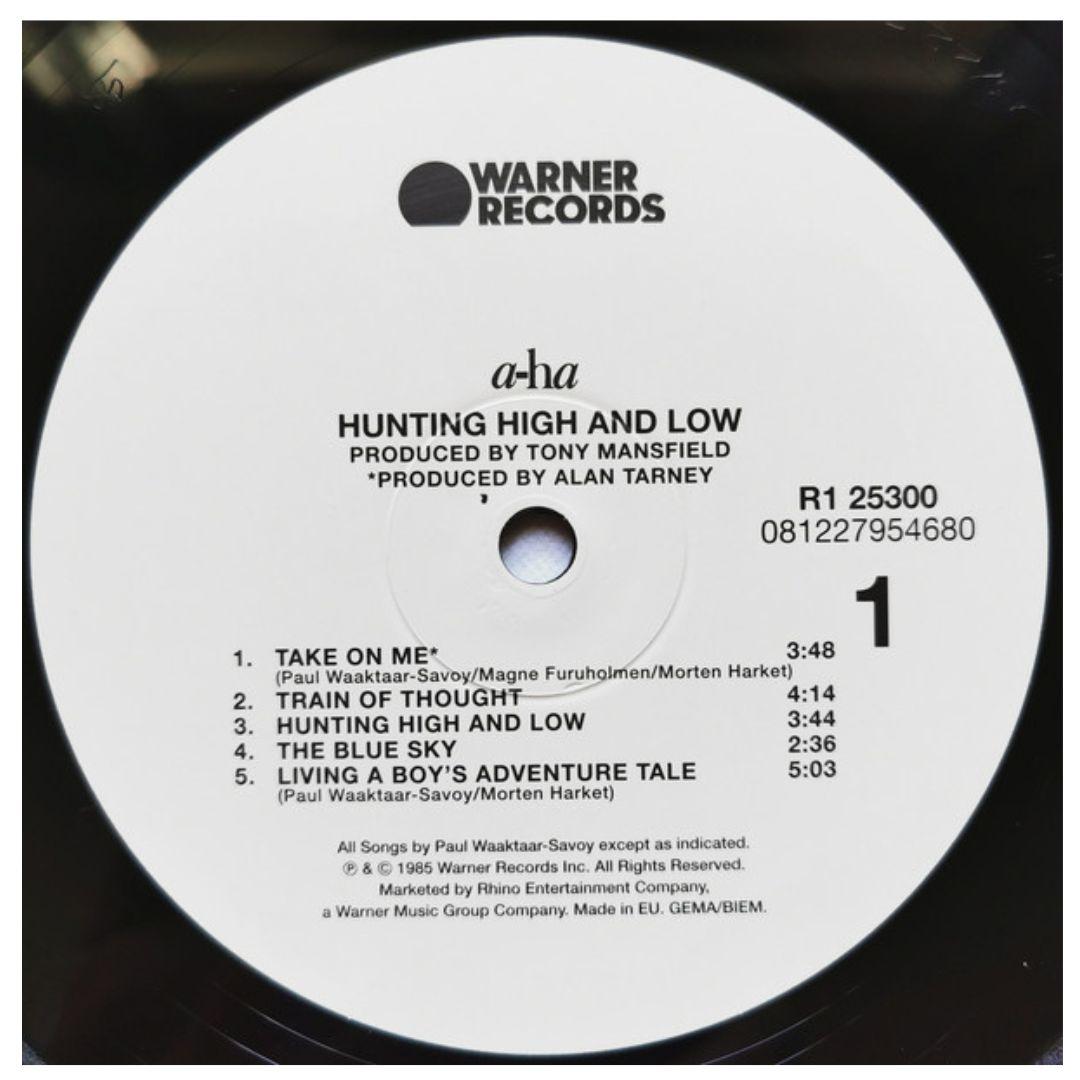 WARNER
RECORDS
a-ha
HUNTING HIGH AND LOW
PRODUCED BY TONY MANSFIELD
*PRODUCED BY ALAN TARNEY
R1 25300
081227954680
1
1. TAKE ON ME* 3:48
(Paul Waaktaar-Savoy/Magne Furuholmen/Morten Harket)
2. TRAIN OF THOUGHT 4:14
3. HUNTING HIGH AND LOW 3:44
4. THE BLUE SKY 2:36
5. LIVING A BOY'S ADVENTURE TALE 5:03
(Paul Waaktaar-Savoy/Morten Harket)
All Songs by Paul Waaktaar-Savoy except as indicated.
℗ & © 1985 Warner Records Inc. All Rights Reserved.
Marketed by Rhino Entertainment Company,
a Warner Music Group Company. Made in EU. GEMA/BIEM.